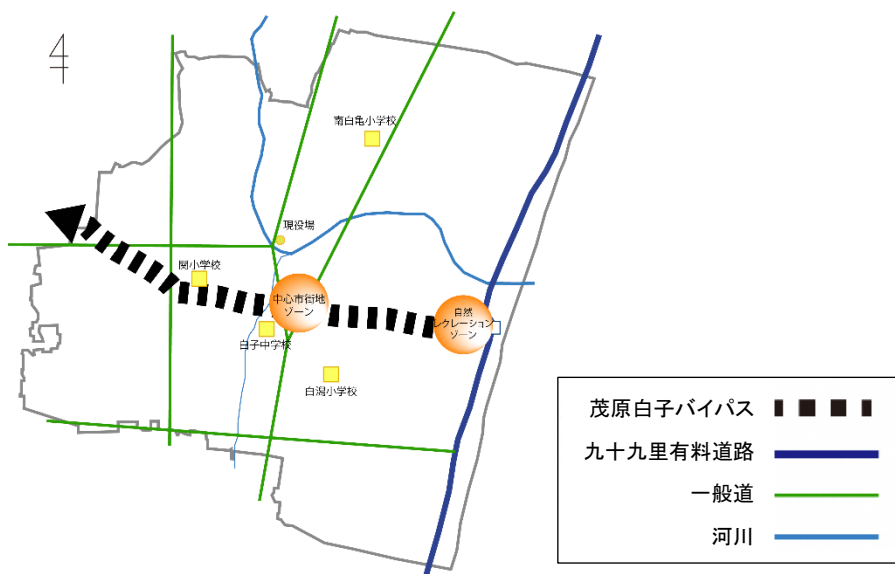 南白亀小学校
現役場
関小学校
中心市街地
ゾーン
自然
レクレーション
ゾーン
白子中学校
白潟小学校
茂原白子バイパス
九十九里有料道路
一般道
河川